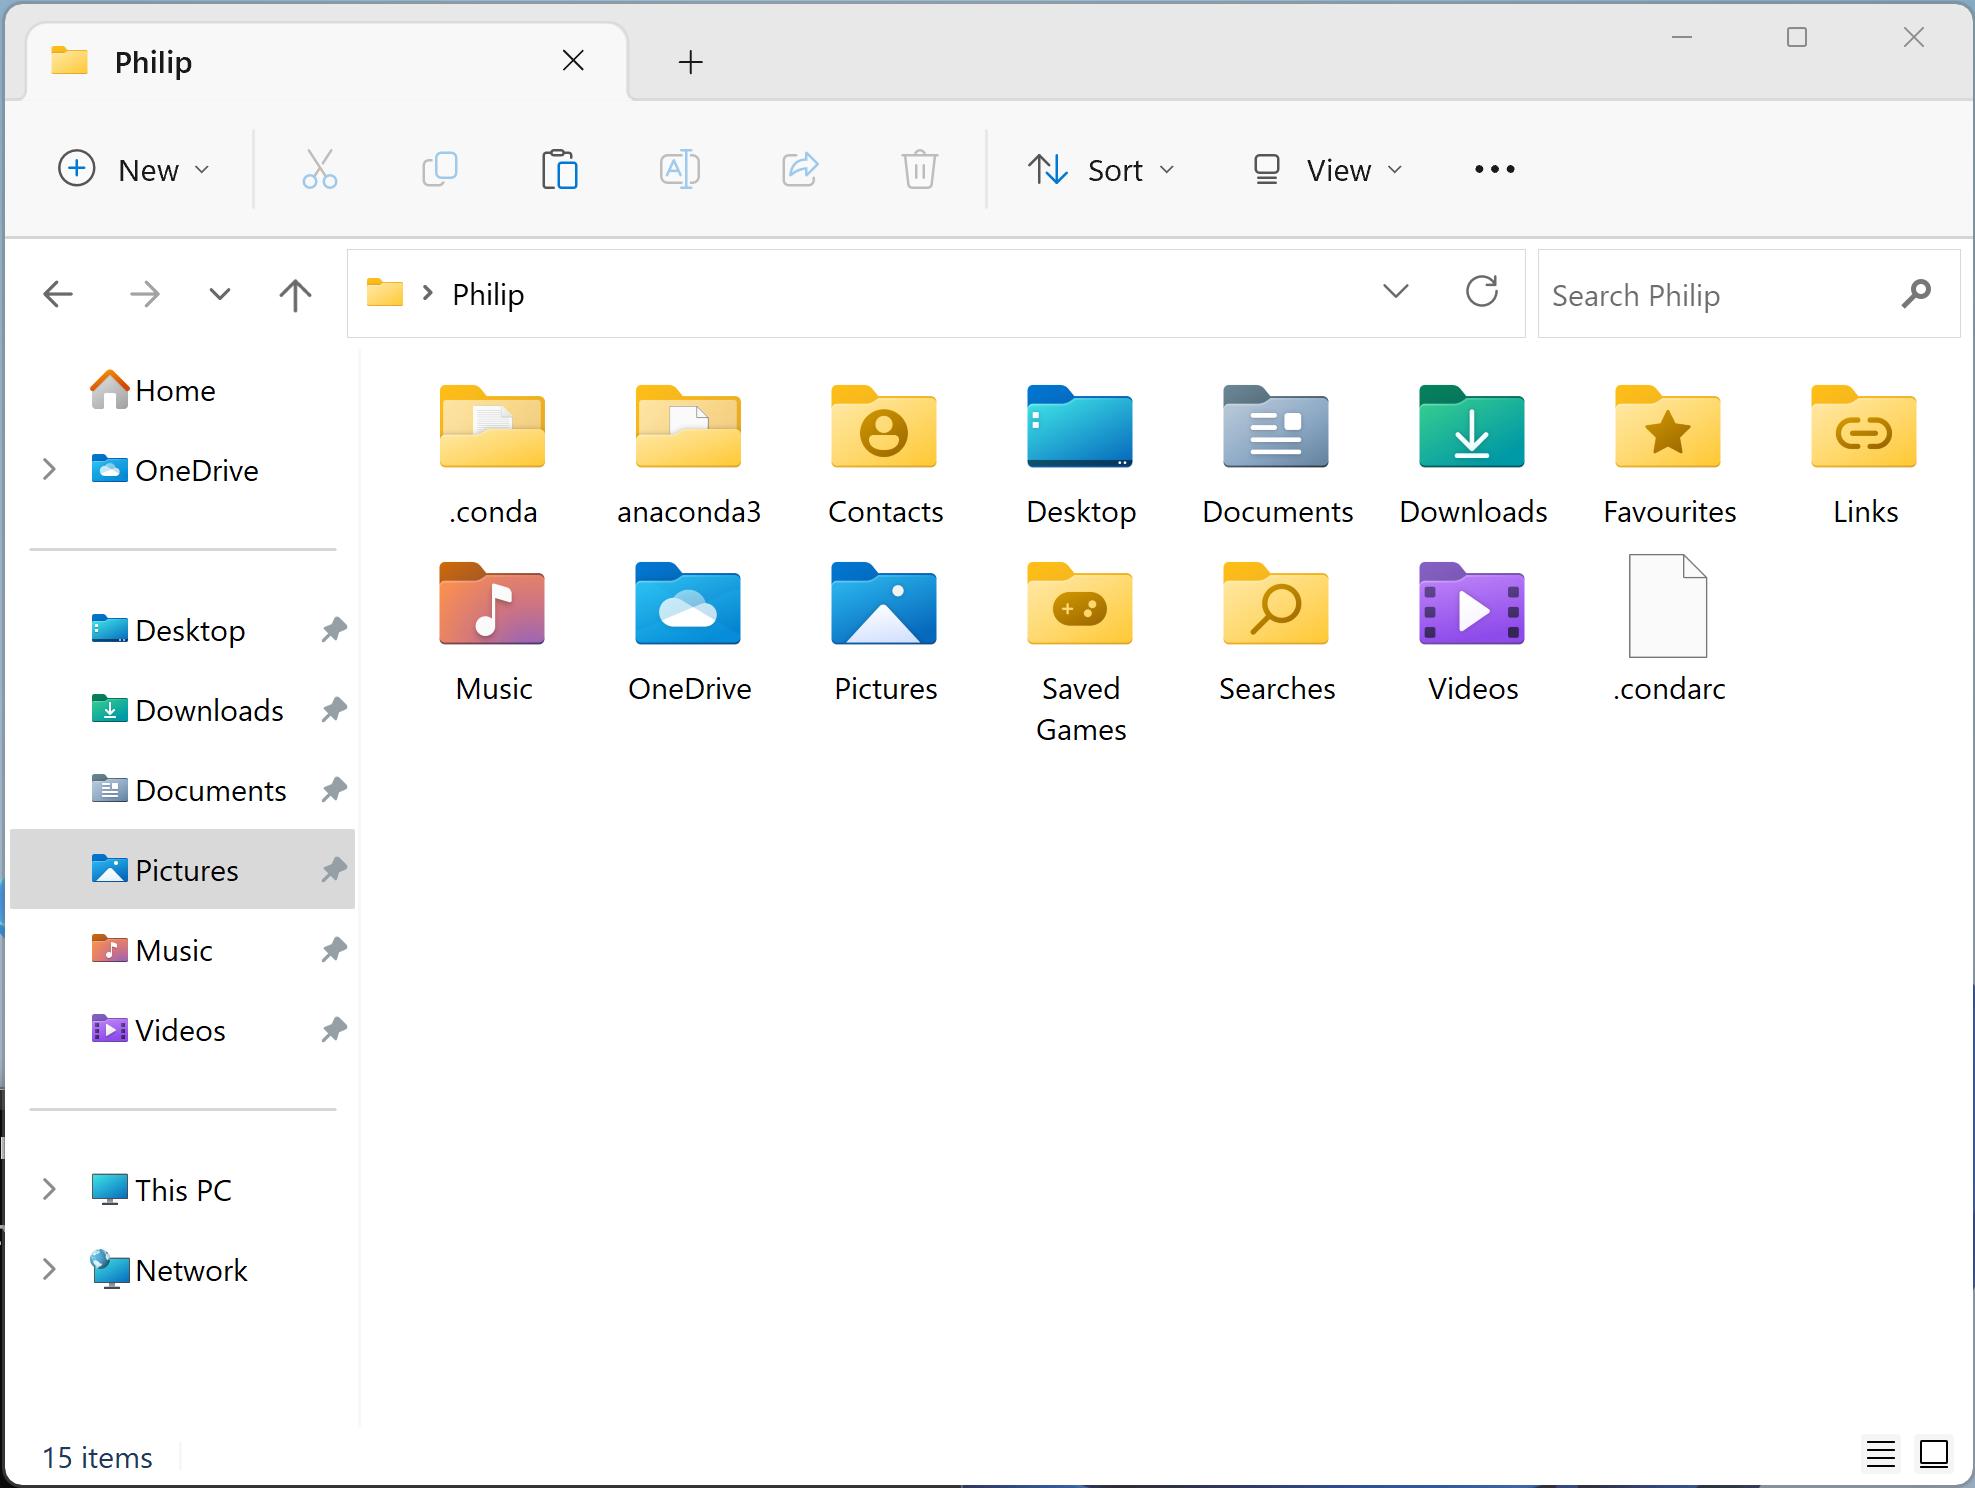 Philip
New
Sort
View
Philip
Search Philip
Home
OneDrive
Desktop
Downloads
Documents
Pictures
Music
Videos
This PC
Network
.conda
anaconda3
Contacts
Desktop
Documents
Downloads
Favourites
Links
Music
OneDrive
Pictures
Saved
Games
Searches
Videos
.condarc
15 items